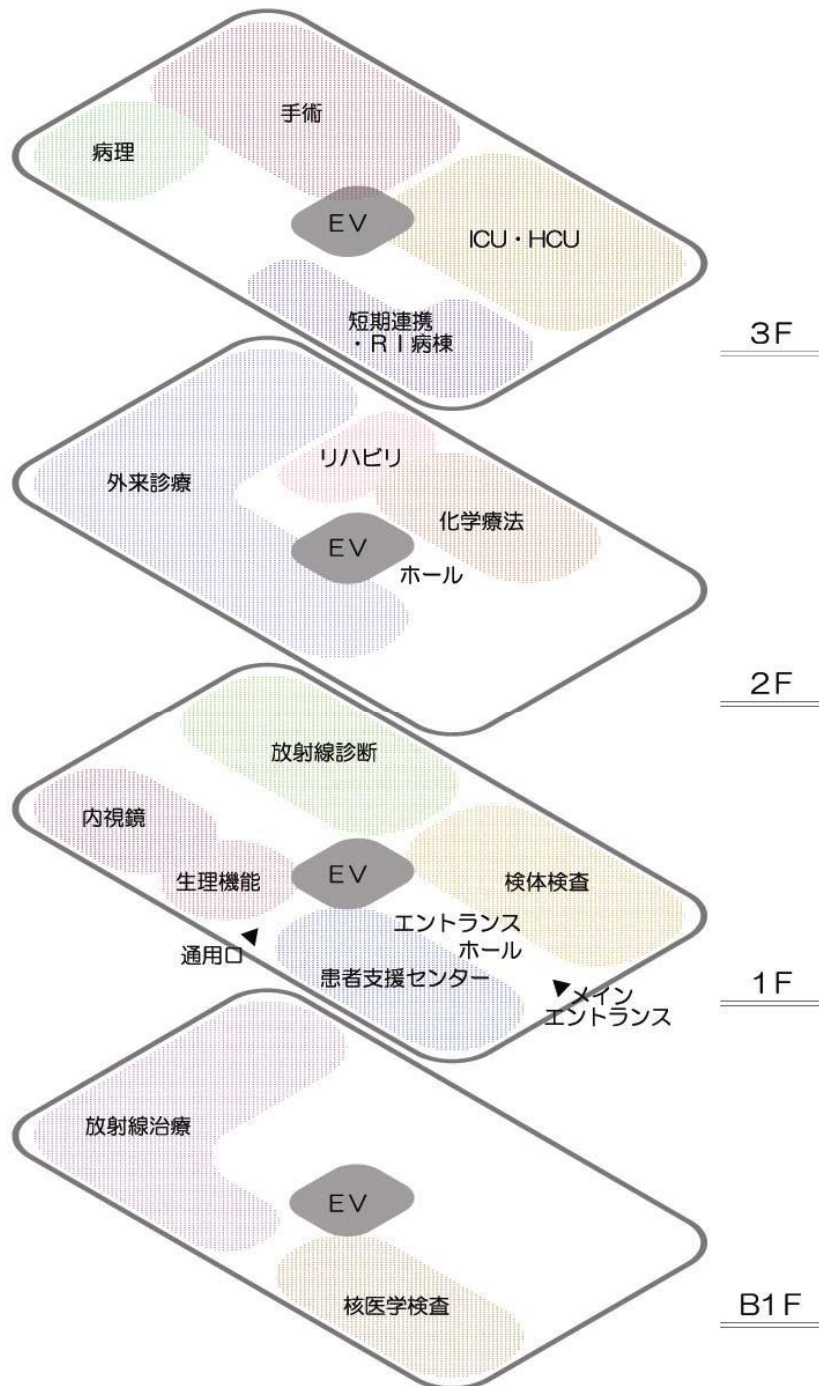 手術
病理
EV
ICU・HCU
短期連携
・RI病棟
3F
外来診療
リハビリ
化学療法
EV
ホール
2F
放射線診断
内視鏡
生理機能
EV
検体検査
エントランス
ホール
通用口
患者支援センター
メイン
エントランス
1F
放射線治療
EV
核医学検査
B1F